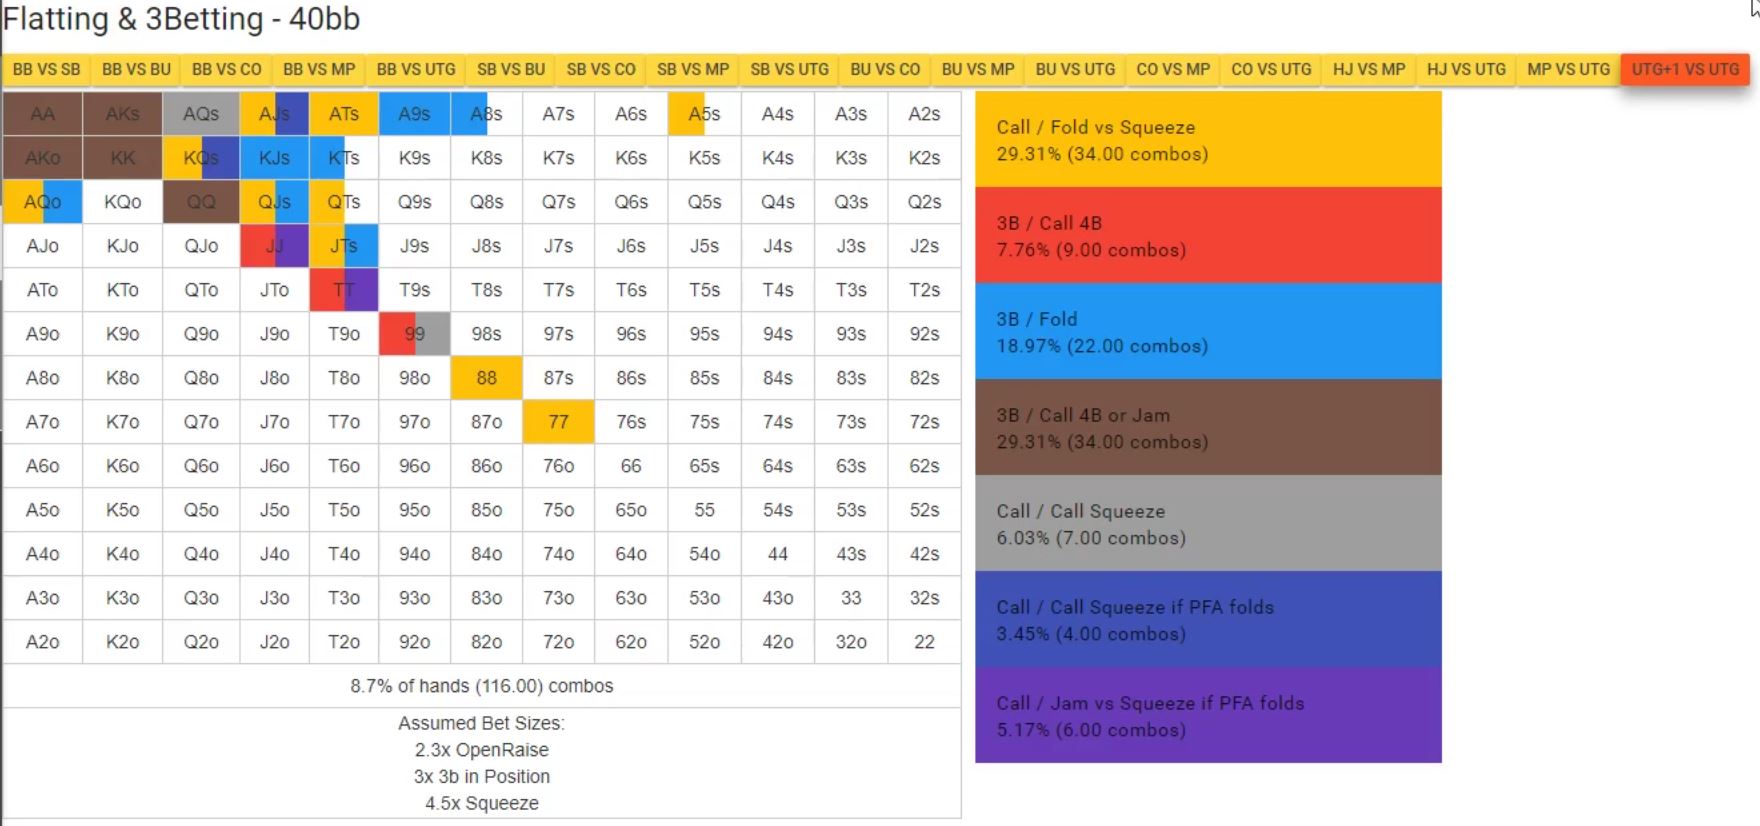 Flatting & 3Betting - 40bb
BB VS SB BB VS BU BB VS CO BB VS MP BB VS UTG SB VS BU SB VS CO SB VS MP SB VS UTG BU VS CO BU VS MP BU VS UTG CO VS MP CO VS UTG HJ VS MP HJ VS UTG MP VS UTG UTG+1 VS UTG
AA AKs AQs AJs ATs A9s A8s A7s A6s A5s A4s A3s A2s
AKo KK KQs KJs KTs K9s K8s K7s K6s K5s K4s K3s K2s
AQo KQo QQ QJs QTs Q9s Q8s Q7s Q6s Q5s Q4s Q3s Q2s
AJo KJo QJo JJ JTs J9s J8s J7s J6s J5s J4s J3s J2s
ATo KTo QTo JTo TT T9s T8s T7s T6s T5s T4s T3s T2s
A9o K9o Q9o J9o T9o 99 98s 97s 96s 95s 94s 93s 92s
A8o K8o Q8o J8o T8o 98o 88 87s 86s 85s 84s 83s 82s
A7o K7o Q7o J7o T7o 97o 87o 77 76s 75s 74s 73s 72s
A6o K6o Q6o J6o T6o 96o 86o 76o 66 65s 64s 63s 62s
A5o K5o Q5o J5o T5o 95o 85o 75o 65o 55 54s 53s 52s
A4o K4o Q4o J4o T4o 94o 84o 74o 64o 54o 44 43s 42s
A3o K3o Q3o J3o T3o 93o 83o 73o 63o 53o 43o 33 32s
A2o K2o Q2o J2o T2o 92o 82o 72o 62o 52o 42o 32o 22
8.7% of hands (116.00) combos
Assumed Bet Sizes:
2.3x OpenRaise
3x 3b in Position
4.5x Squeeze
Call / Fold vs Squeeze
29.31% (34.00 combos)
3B / Call 4B
7.76% (9.00 combos)
3B / Fold
18.97% (22.00 combos)
3B / Call 4B or Jam
29.31% (34.00 combos)
Call / Call Squeeze
6.03% (7.00 combos)
Call / Call Squeeze if PFA folds
3.45% (4.00 combos)
Call / Jam vs Squeeze if PFA folds
5.17% (6.00 combos)